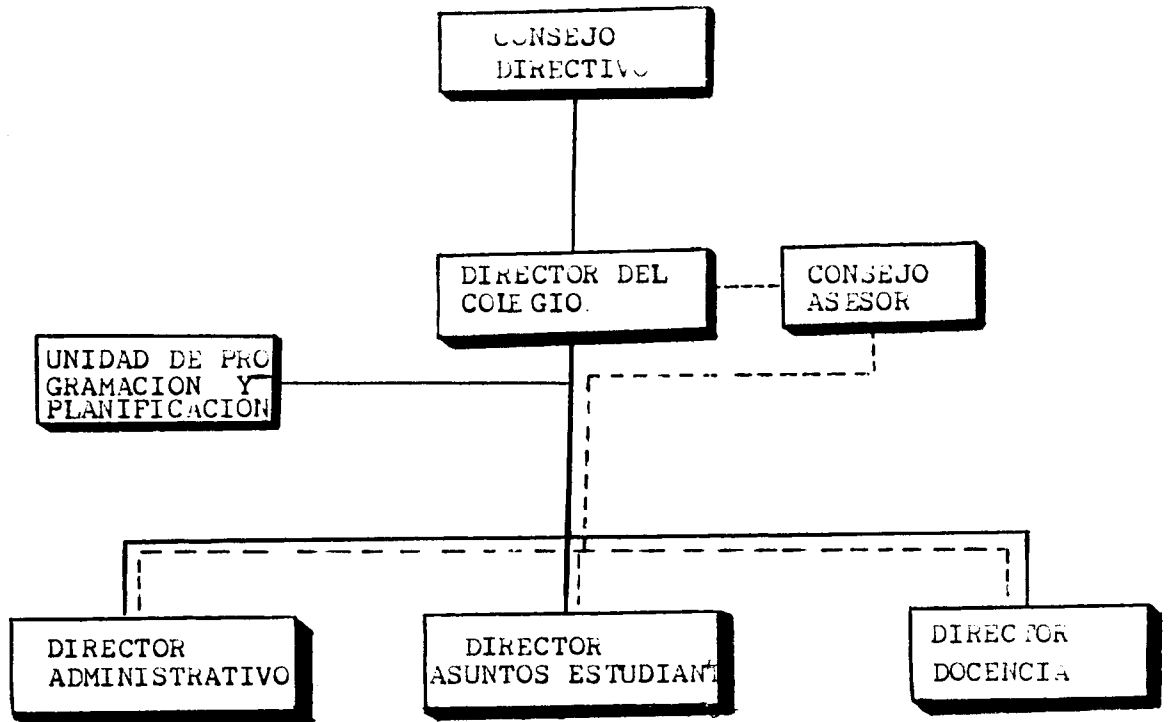 CONSEJO
DIRECTIVO
DIRECTOR DEL
COLEGIO.
CONSEJO
ASESOR
UNIDAD DE PRO
GRAMACION Y
PLANIFICACION
DIRECTOR
ADMINISTRATIVO
DIRECTOR
ASUNTOS ESTUDIANT
DIRECTOR
DOCENCIA